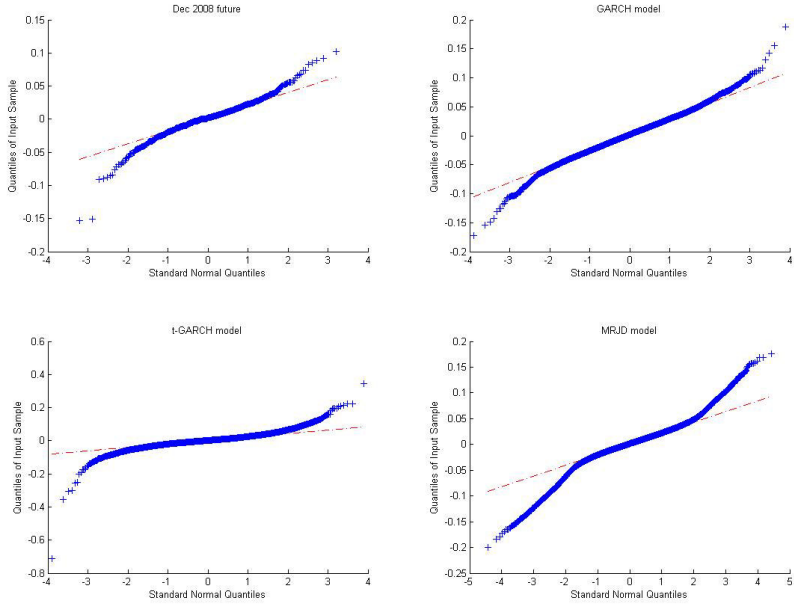 Dec 2008 future
0.15
0.1
0.05
0
-0.05
-0.1
-0.15
-0.2
-4 -3 -2 -1 0 1 2 3 4
Quantiles of Input Sample
Standard Normal Quantiles
GARCH model
0.2
0.15
0.1
0.05
0
-0.05
-0.1
-0.15
-0.2
-4 -3 -2 -1 0 1 2 3 4
Quantiles of Input Sample
Standard Normal Quantiles
t-GARCH model
0.6
0.4
0.2
0
-0.2
-0.4
-0.6
-0.8
-4 -3 -2 -1 0 1 2 3 4
Quantiles of Input Sample
Standard Normal Quantiles
MRJD model
0.2
0.15
0.1
0.05
0
-0.05
-0.1
-0.15
-0.2
-0.25
-5 -4 -3 -2 -1 0 1 2 3 4 5
Quantiles of Input Sample
Standard Normal Quantiles